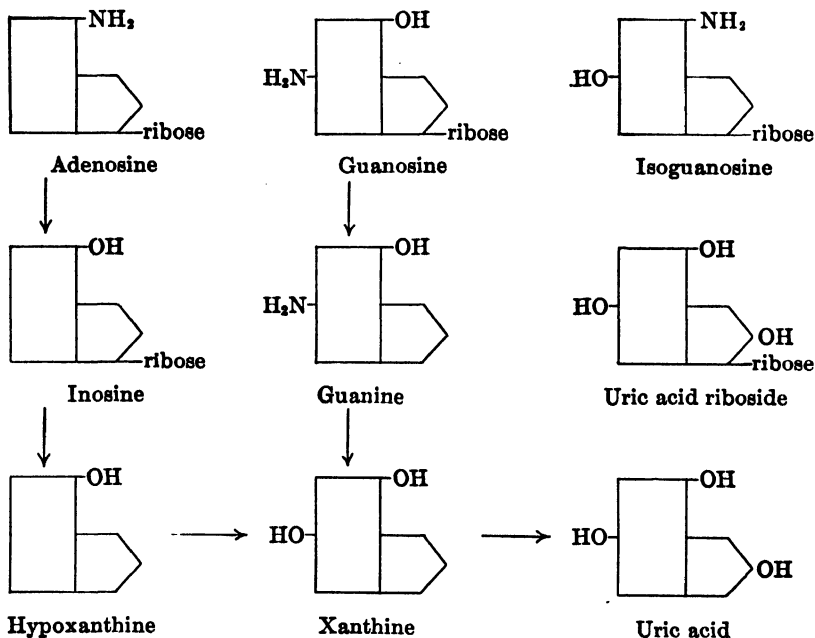 NH₂ OH NH₂
H₂N HO
ribose ribose ribose
Adenosine Guanosine Isoguanosine
OH OH OH
H₂N HO
OH
ribose ribose
Inosine Guanine Uric acid riboside
OH OH OH
HO HO
OH
Hypoxanthine Xanthine Uric acid